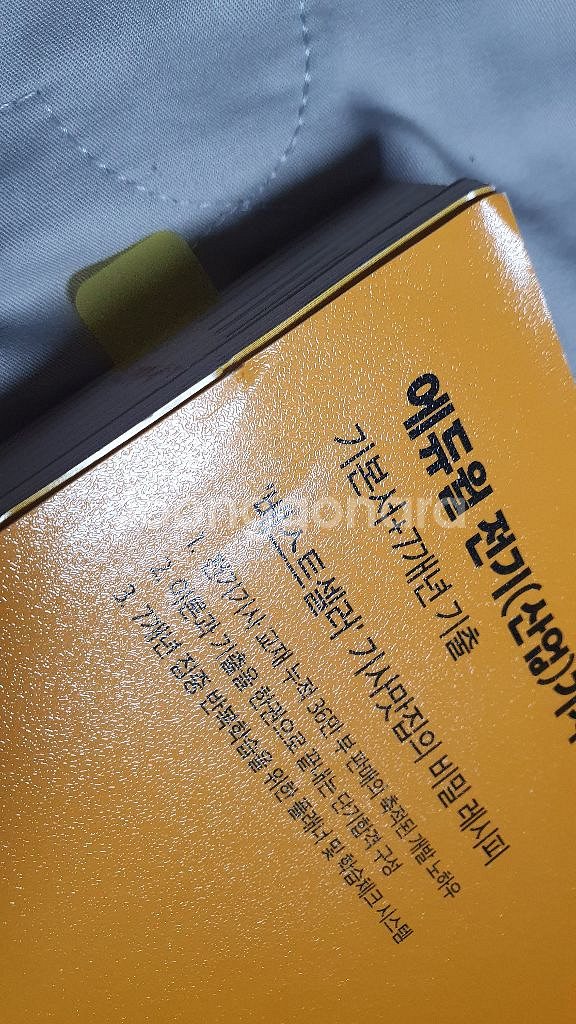 에듀윌 전기(산업)기사
기본서+7개년 기출
'베스트셀러' 기사맛집의 비밀 레시피
1. 전기기사 교재 누적 36만 부 판매의 축적된 개발 노하우
2. 이론과 기출을 한권으로 끝내는 단기합격 구성
3. 7개년 집중 반복학습을 위한 플래너 및 학습체크 시스템
joonggonara